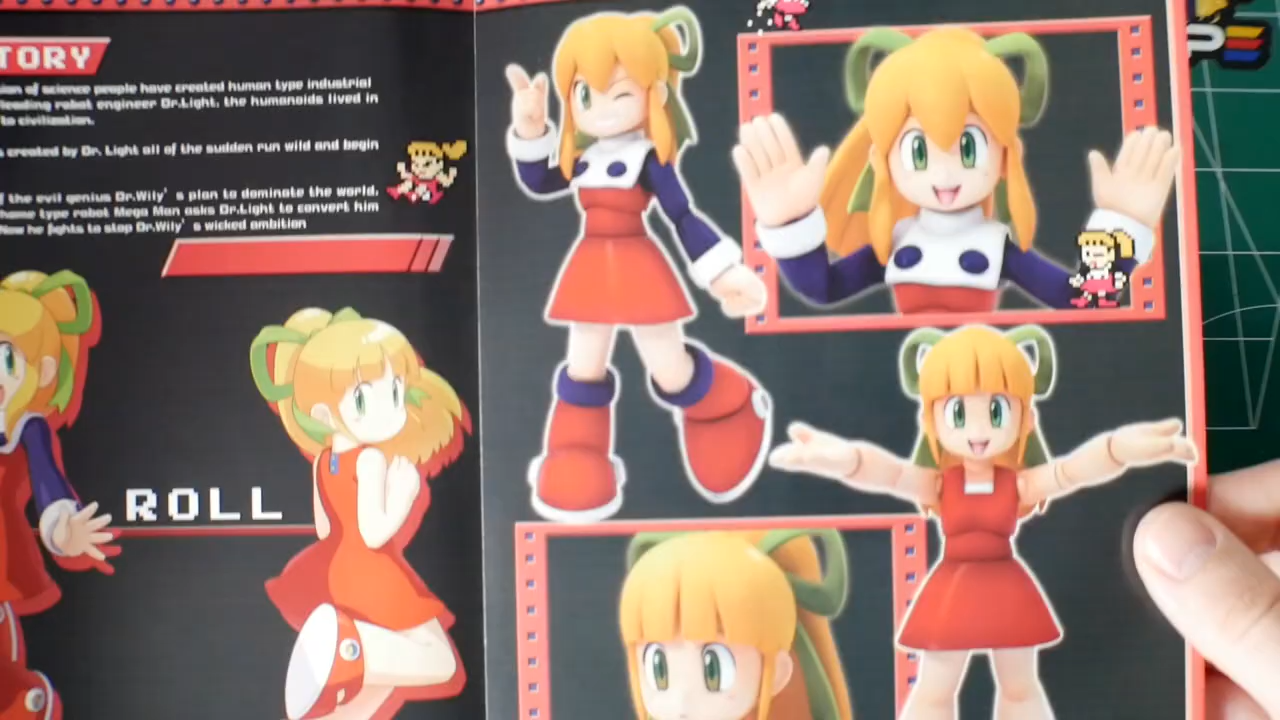 TORY
sion of science people have created human type industrial
leading robot engineer Dr.Light, the humanoids lived in
to civilization.
s created by Dr. Light all of the sudden run wild and begin
f the evil genius Dr.Wily's plan to dominate the world,
home type robot Mega Man asks Dr.Light to convert him
Now he fights to stop Dr.Wily's wicked ambition
ROLL